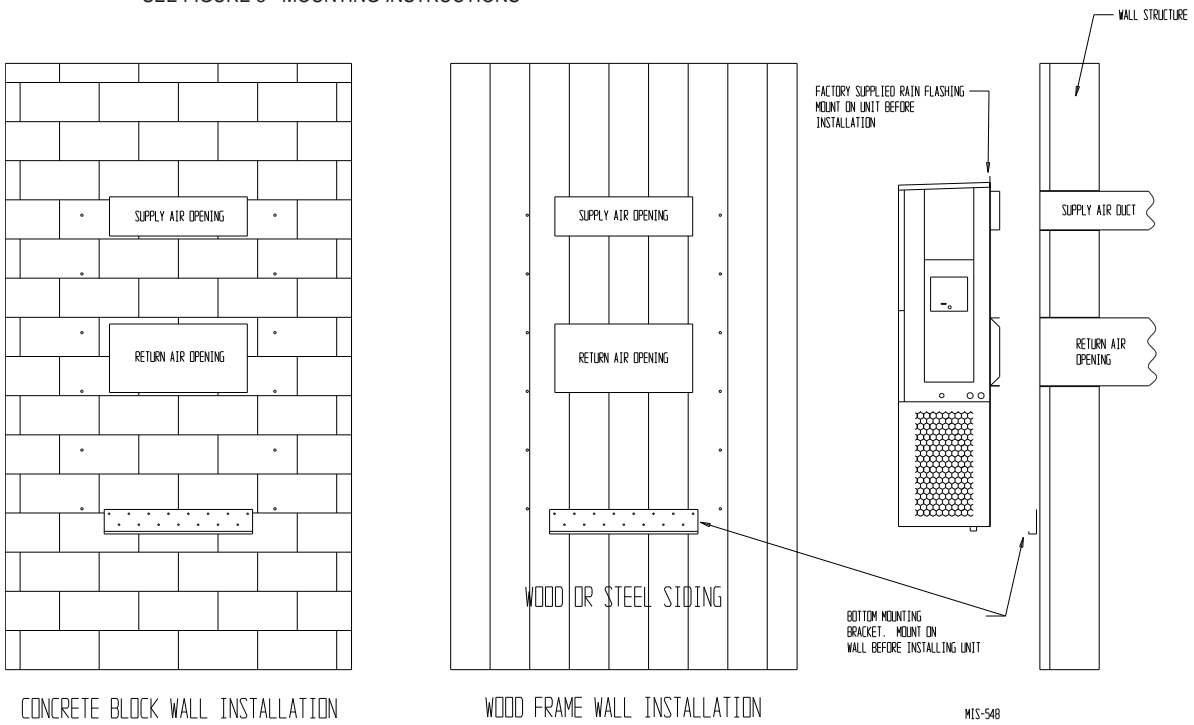 WALL STRUCTURE
FACTORY SUPPLIED RAIN FLASHING
MOUNT ON UNIT BEFORE
INSTALLATION
SUPPLY AIR OPENING
SUPPLY AIR OPENING
SUPPLY AIR DUCT
RETURN AIR OPENING
RETURN AIR OPENING
RETURN AIR
OPENING
WOOD OR STEEL SIDING
BOTTOM MOUNTING
BRACKET. MOUNT ON
WALL BEFORE INSTALLING UNIT
CONCRETE BLOCK WALL INSTALLATION
WOOD FRAME WALL INSTALLATION
MIS-548